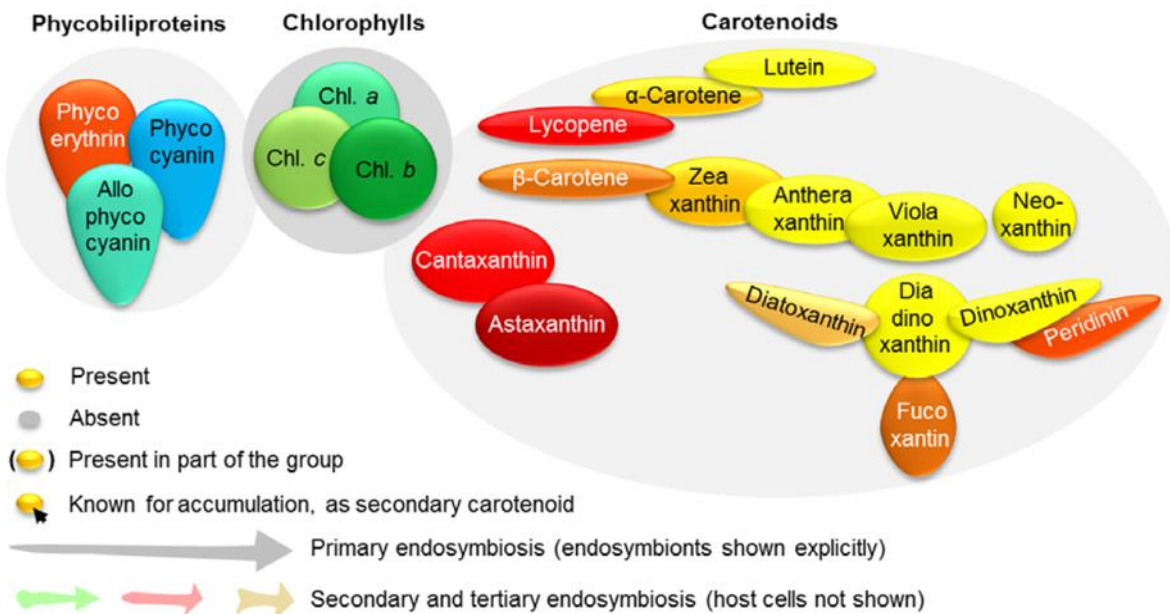 Phycobiliproteins
Chlorophylls
Carotenoids
Phyco
erythrin
Phyco
cyanin
Allo
phyco
cyanin
Chl. a
Chl. c
Chl. b
Lutein
α-Carotene
Lycopene
β-Carotene
Zea
xanthin
Anthera
xanthin
Viola
xanthin
Neo-
xanthin
Cantaxanthin
Astaxanthin
Diatoxanthin
Dia
dino
xanthin
Dinoxanthin
Peridinin
Fuco
xantin
Present
Absent
( ) Present in part of the group
Known for accumulation, as secondary carotenoid
Primary endosymbiosis (endosymbionts shown explicitly)
Secondary and tertiary endosymbiosis (host cells not shown)